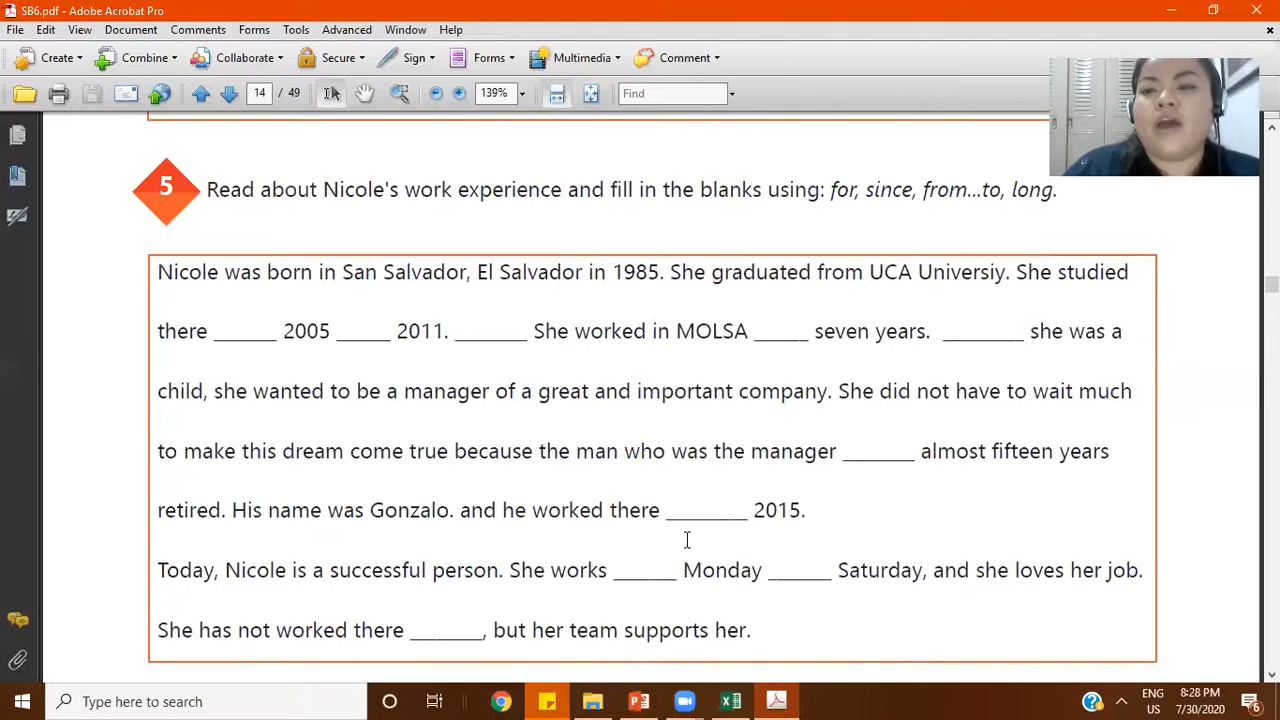 SB6.pdf - Adobe Acrobat Pro
File Edit View Document Comments Forms Tools Advanced Window Help
Create Combine Collaborate Secure Sign Forms Multimedia Comment
14 / 49 139% Find
5 Read about Nicole's work experience and fill in the blanks using: for, since, from...to, long.
Nicole was born in San Salvador, El Salvador in 1985. She graduated from UCA Universiy. She studied
there ______ 2005 _____ 2011. _______ She worked in MOLSA _____ seven years. ________ she was a
child, she wanted to be a manager of a great and important company. She did not have to wait much
to make this dream come true because the man who was the manager _______ almost fifteen years
retired. His name was Gonzalo. and he worked there ________ 2015.
Today, Nicole is a successful person. She works ______ Monday ______ Saturday, and she loves her job.
She has not worked there _______, but her team supports her.
Type here to search
ENG
US
8:28 PM
7/30/2020
6